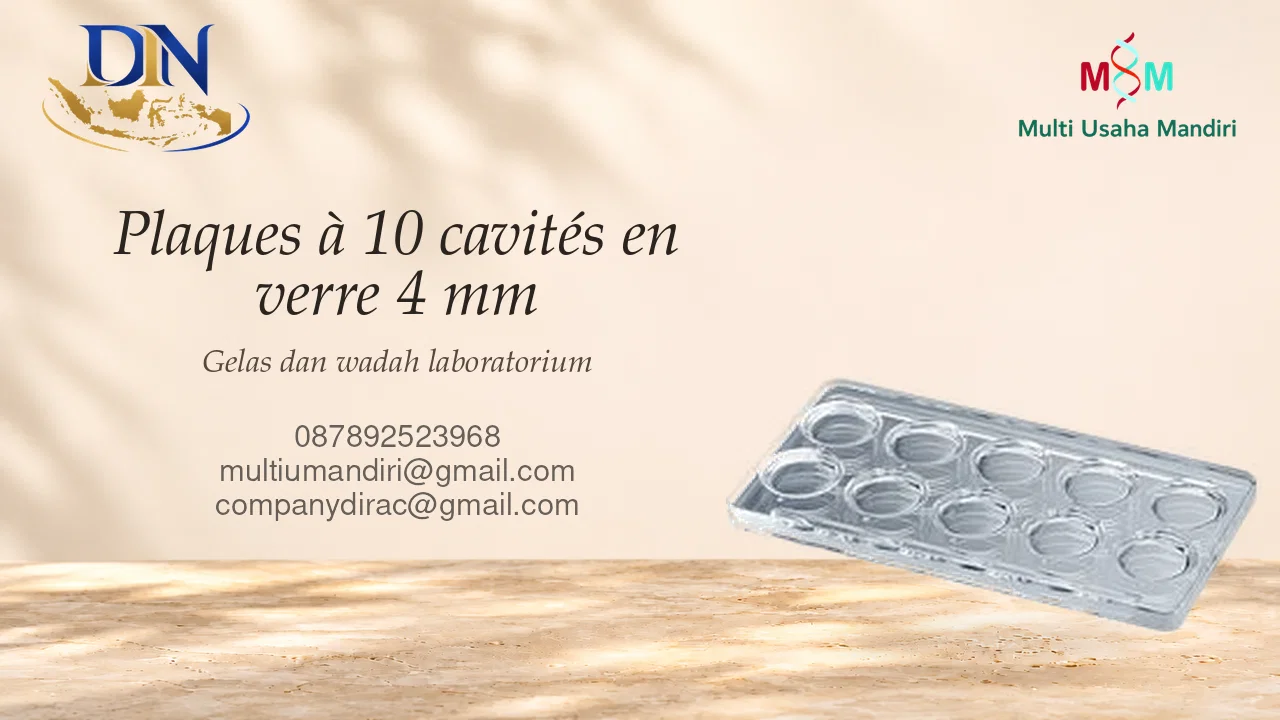 DIN
M M
Multi Usaha Mandiri
Plaques à 10 cavités en
verre 4 mm
Gelas dan wadah laboratorium
087892523968
multiumandiri@gmail.com
companydirac@gmail.com